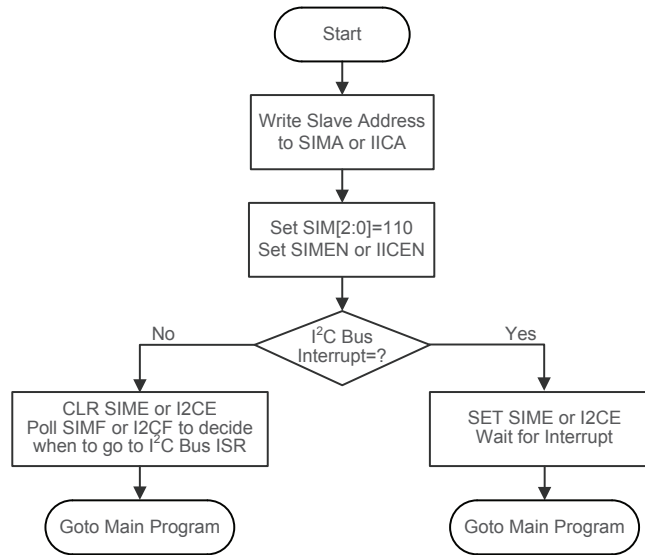 Start
Write Slave Address
to SIMA or IICA
Set SIM[2:0]=110
Set SIMEN or IICEN
I²C Bus
Interrupt=?
No
Yes
CLR SIME or I2CE
Poll SIMF or I2CF to decide
when to go to I²C Bus ISR
SET SIME or I2CE
Wait for Interrupt
Goto Main Program
Goto Main Program